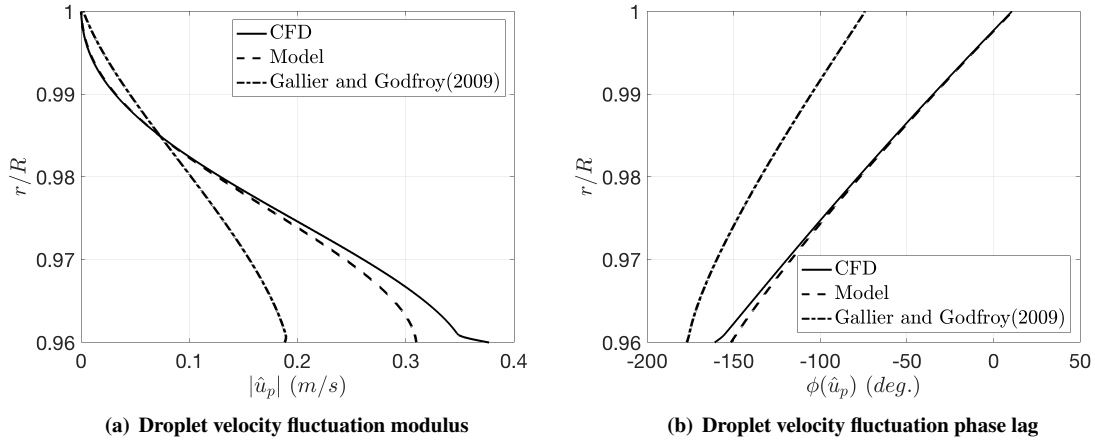 1
0.99
0.98
0.97
0.96
r/R
0 0.1 0.2 0.3 0.4
|û_p| (m/s)
CFD
Model
Gallier and Godfroy(2009)
(a) Droplet velocity fluctuation modulus
1
0.99
0.98
0.97
0.96
r/R
-200 -150 -100 -50 0 50
ϕ(û_p) (deg.)
CFD
Model
Gallier and Godfroy(2009)
(b) Droplet velocity fluctuation phase lag